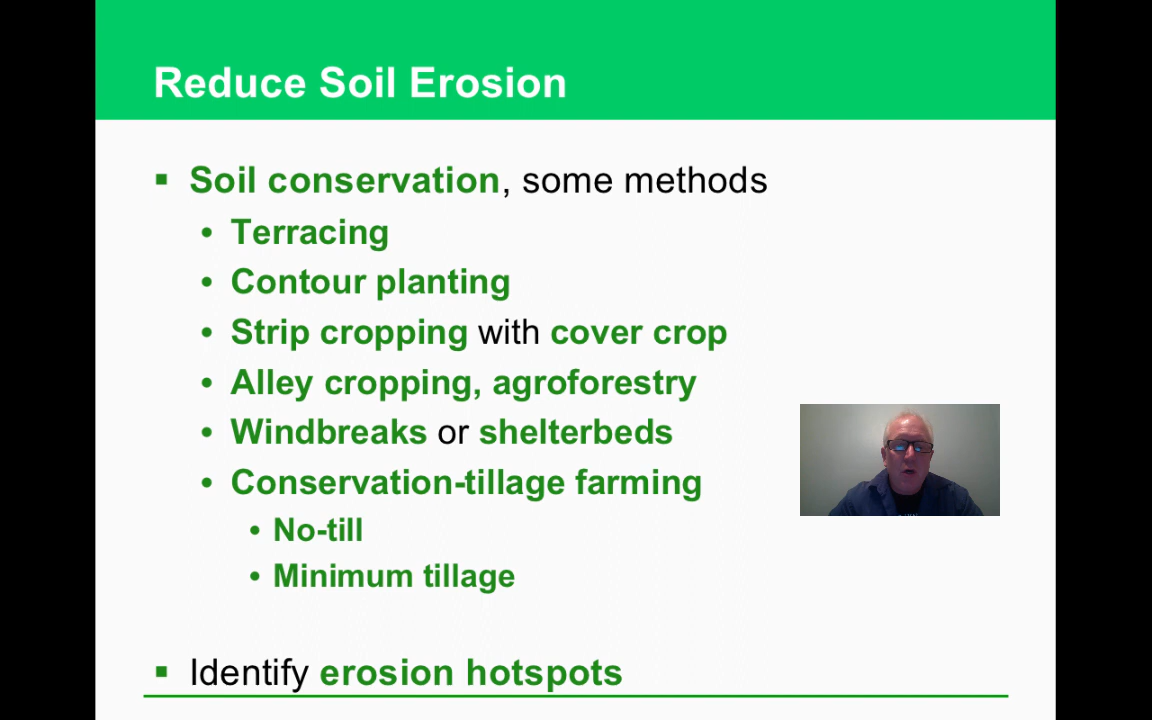 Reduce Soil Erosion
Soil conservation, some methods
Terracing
Contour planting
Strip cropping with cover crop
Alley cropping, agroforestry
Windbreaks or shelterbeds
Conservation-tillage farming
No-till
Minimum tillage
Identify erosion hotspots